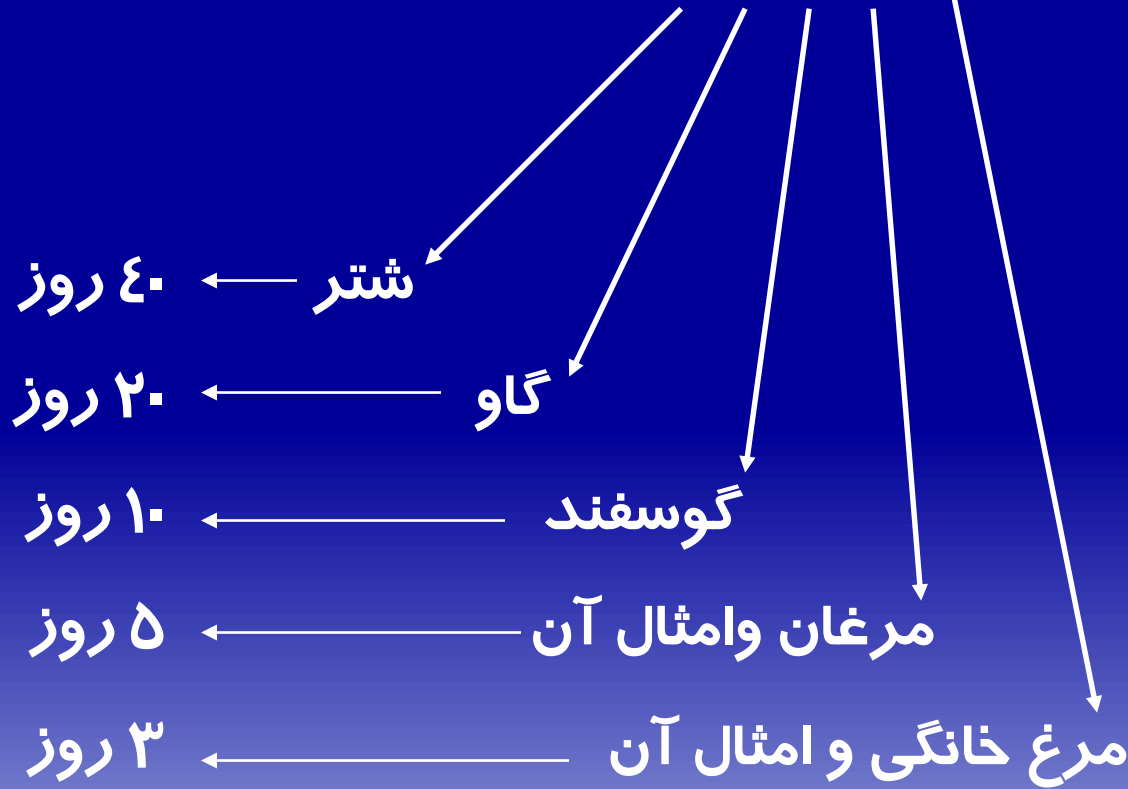 شتر ٤٠ روز
گاو ٢٠ روز
گوسفند ١٠ روز
مرغان وامثال آن ۵ روز
مرغ خانگی و امثال آن ٣ روز